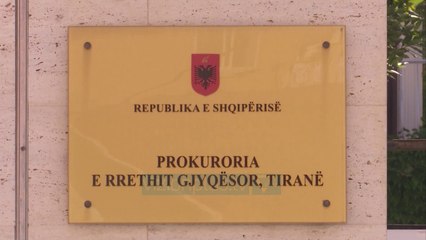 REPUBLIKA E SHQIPËRISË
PROKURORIA
E RRETHIT GJYQËSOR, TIRANË